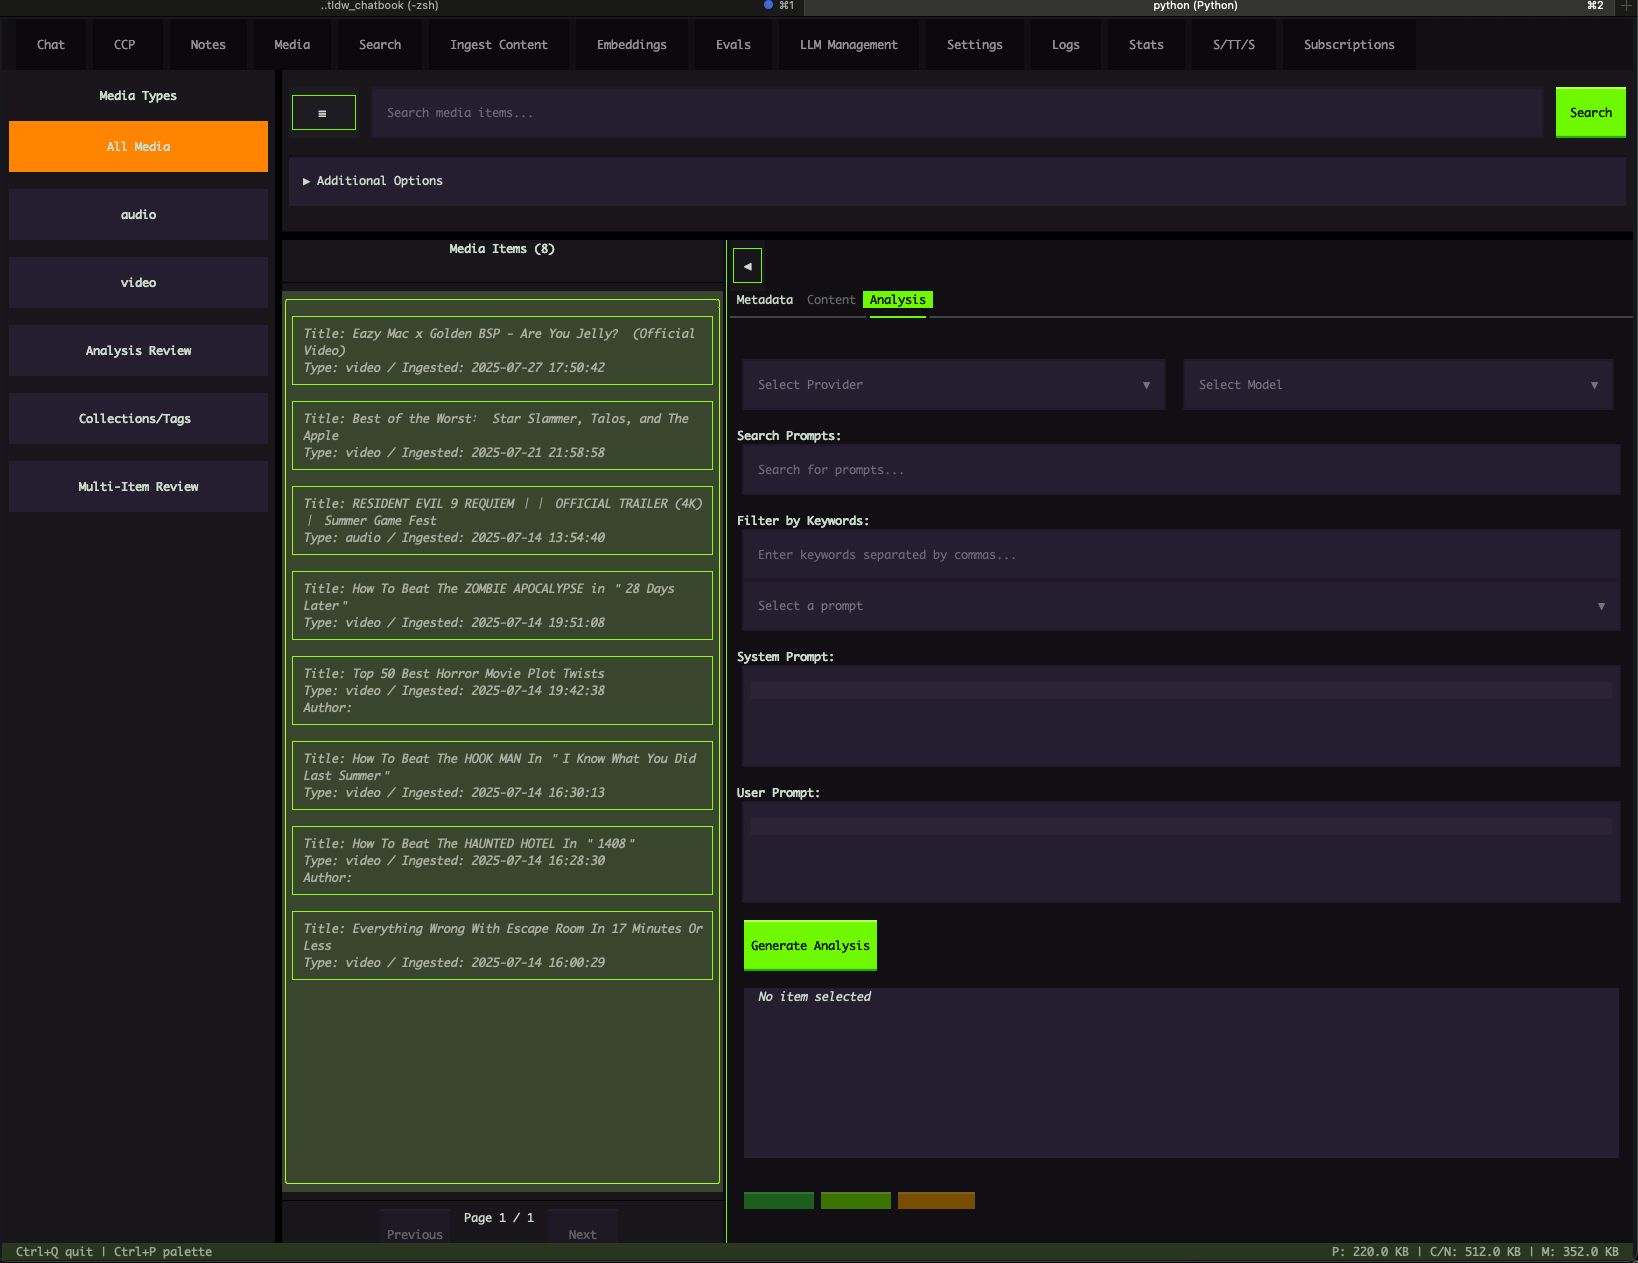 ..tldw_chatbook (-zsh) ⌘1 python (Python) ⌘2 +
Chat CCP Notes Media Search Ingest Content Embeddings Evals LLM Management Settings Logs Stats S/TT/S Subscriptions
Media Types
All Media
audio
video
Analysis Review
Collections/Tags
Multi-Item Review
≡ Search media items... Search
▶ Additional Options
Media Items (8)
Title: Eazy Mac x Golden BSP - Are You Jelly?  (Official
Video)
Type: video / Ingested: 2025-07-27 17:50:42
Title: Best of the Worst:  Star Slammer, Talos, and The
Apple
Type: video / Ingested: 2025-07-21 21:58:58
Title: RESIDENT EVIL 9 REQUIEM ｜｜ OFFICIAL TRAILER (4K)
｜ Summer Game Fest
Type: audio / Ingested: 2025-07-14 13:54:40
Title: How To Beat The ZOMBIE APOCALYPSE in ＂28 Days
Later＂
Type: video / Ingested: 2025-07-14 19:51:08
Title: Top 50 Best Horror Movie Plot Twists
Type: video / Ingested: 2025-07-14 19:42:38
Author:
Title: How To Beat The HOOK MAN In ＂I Know What You Did
Last Summer＂
Type: video / Ingested: 2025-07-14 16:30:13
Title: How To Beat The HAUNTED HOTEL In ＂1408＂
Type: video / Ingested: 2025-07-14 16:28:30
Author:
Title: Everything Wrong With Escape Room In 17 Minutes Or
Less
Type: video / Ingested: 2025-07-14 16:00:29
Page 1 / 1
Previous Next
◀
Metadata Content Analysis
Select Provider ▼ Select Model ▼
Search Prompts:
Search for prompts...
Filter by Keywords:
Enter keywords separated by commas...
Select a prompt ▼
System Prompt:
User Prompt:
Generate Analysis
No item selected
Ctrl+Q quit | Ctrl+P palette P: 220.0 KB | C/N: 512.0 KB | M: 352.0 KB